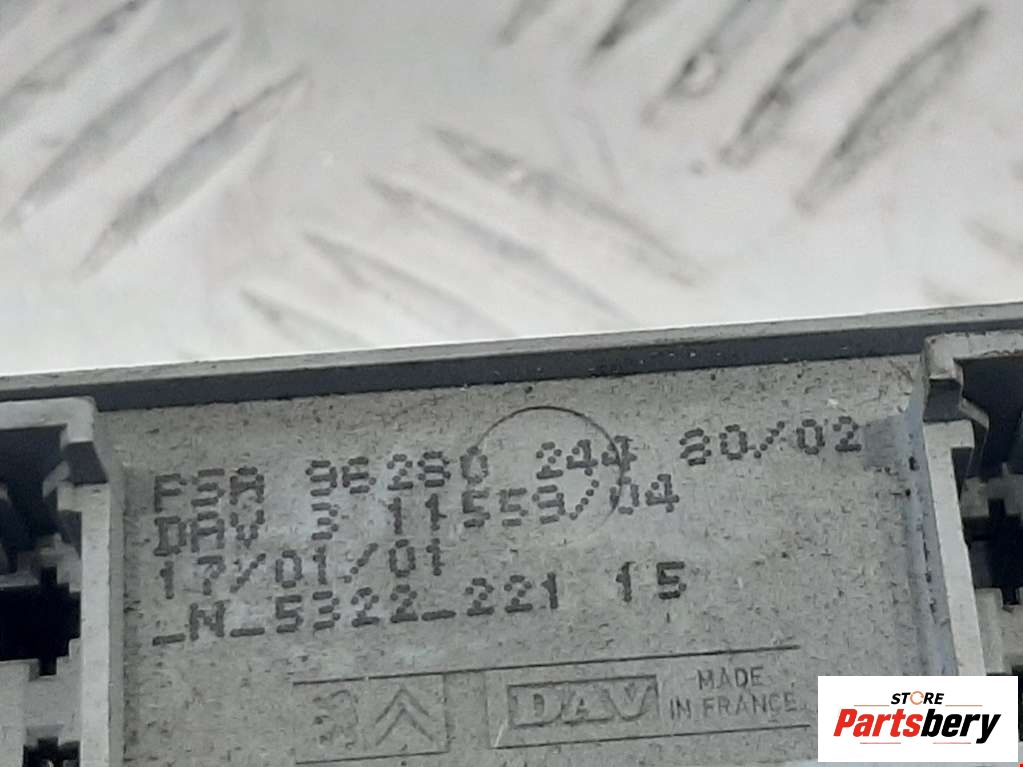 PSA 96280 244 80/02
DAV 3 11559/04
17/01/01
_N_5322_221 15
DAV
MADE
IN FRANCE
STORE
Partsbery